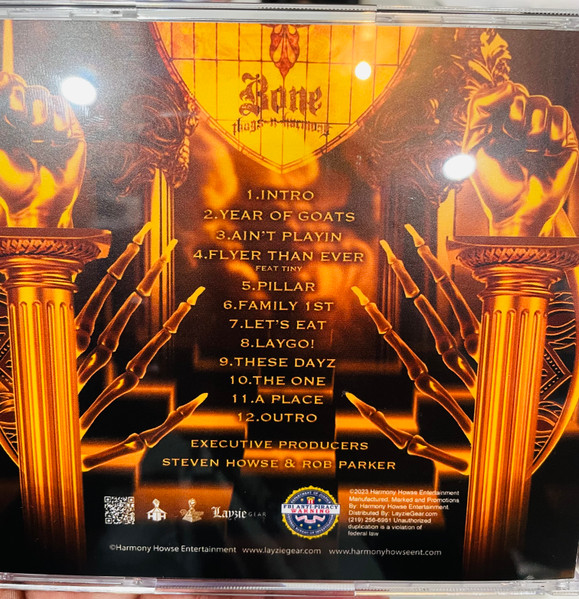 Bone
thugs-n-harmony
1.INTRO
2.YEAR OF GOATS
3.AIN'T PLAYIN
4.FLYER THAN EVER
FEAT TINY
5.PILLAR
6.FAMILY 1ST
7.LET'S EAT
8.LAYGO!
9.THESE DAYZ
10.THE ONE
11.A PLACE
12.OUTRO
EXECUTIVE PRODUCERS
STEVEN HOWSE & ROB PARKER
Layzie GEAR
FBI ANTI-PIRACY
WARNING
©2023 Harmony Howse Entertainment
Manufactured. Marked and Promotions
By: Harmony Howse Entertainment.
Distributed By: LayzieGear.com
(219) 256-6961 Unauthorized
duplication is a violation of
federal law
©Harmony Howse Entertainment www.layziegear.com www.harmonyhowseent.com